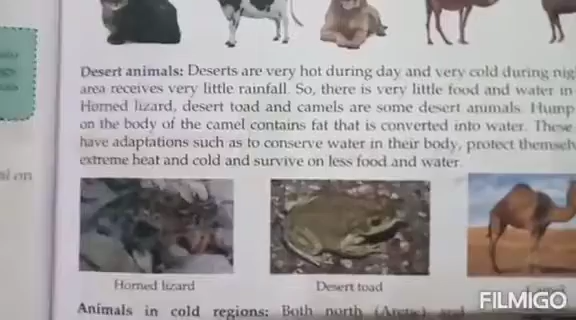 Desert animals: Deserts are very hot during day and very cold during
area receives very little rainfall. So, there is very little food and water in
Horned lizard, desert toad and camels are some desert animals. Hump
on the body of the camel contains fat that is converted into water. These
have adaptations such as to conserve water in their body, protect
extreme heat and cold and survive on less food and water.
Horned lizard
Desert toad
Animals in cold regions: Both north (Arctic) and
FILMIGO